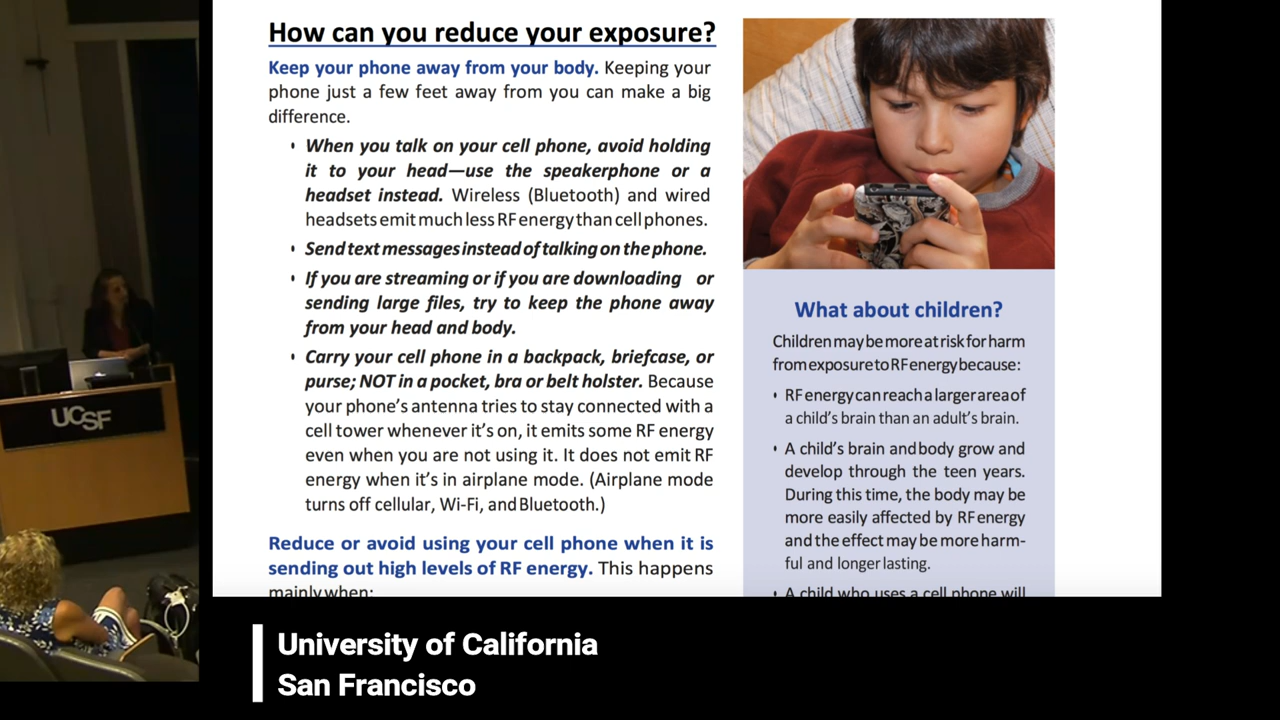 How can you reduce your exposure?
Keep your phone away from your body. Keeping your
phone just a few feet away from you can make a big
difference.
• When you talk on your cell phone, avoid holding
it to your head—use the speakerphone or a
headset instead. Wireless (Bluetooth) and wired
headsets emit much less RF energy than cell phones.
• Send text messages instead of talking on the phone.
• If you are streaming or if you are downloading or
sending large files, try to keep the phone away
from your head and body.
• Carry your cell phone in a backpack, briefcase, or
purse; NOT in a pocket, bra or belt holster. Because
your phone's antenna tries to stay connected with a
cell tower whenever it's on, it emits some RF energy
even when you are not using it. It does not emit RF
energy when it's in airplane mode. (Airplane mode
turns off cellular, Wi-Fi, and Bluetooth.)
Reduce or avoid using your cell phone when it is
sending out high levels of RF energy. This happens
mainly when:
What about children?
Children may be more at risk for harm
from exposure to RF energy because:
• RF energy can reach a larger area of
a child's brain than an adult's brain.
• A child's brain and body grow and
develop through the teen years.
During this time, the body may be
more easily affected by RF energy
and the effect may be more harm-
ful and longer lasting.
• A child who uses a cell phone will
UCSF
University of California
San Francisco